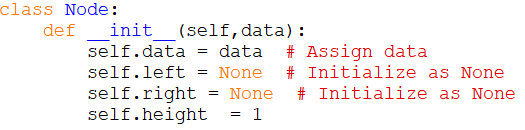 class Node:
    def __init__(self,data):
        self.data = data  # Assign data
        self.left = None  # Initialize as None
        self.right = None  # Initialize as None
        self.height  = 1